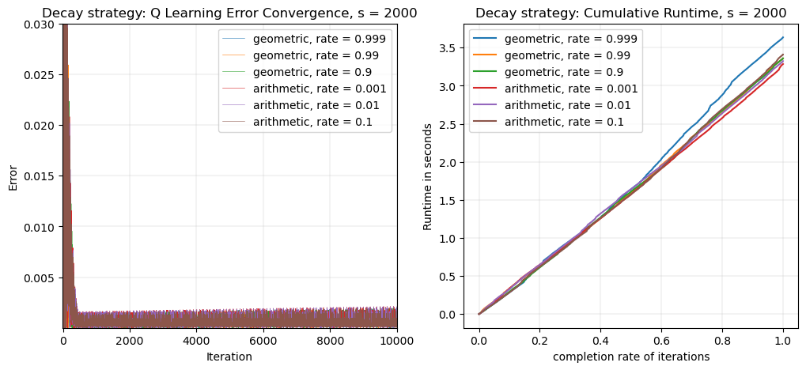 Decay strategy: Q Learning Error Convergence, s = 2000
0.030
0.025
0.020
0.015
0.010
0.005
Error
geometric, rate = 0.999
geometric, rate = 0.99
geometric, rate = 0.9
arithmetic, rate = 0.001
arithmetic, rate = 0.01
arithmetic, rate = 0.1
0 2000 4000 6000 8000 10000
Iteration
Decay strategy: Cumulative Runtime, s = 2000
3.5
3.0
2.5
2.0
1.5
1.0
0.5
0.0
Runtime in seconds
geometric, rate = 0.999
geometric, rate = 0.99
geometric, rate = 0.9
arithmetic, rate = 0.001
arithmetic, rate = 0.01
arithmetic, rate = 0.1
0.0 0.2 0.4 0.6 0.8 1.0
completion rate of iterations